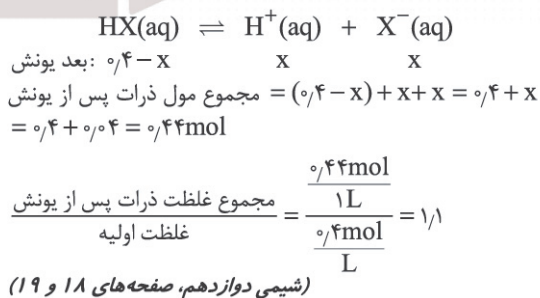 HX(aq) ⇌ H⁺(aq) + X⁻(aq)
بعد یونش: ۰/۴ − x    x    x
مجموع مول ذرات پس از یونش = (۰/۴ − x) + x + x = ۰/۴ + x
= ۰/۴ + ۰/۰۴ = ۰/۴۴mol
مجموع غلظت ذرات پس از یونش / غلظت اولیه = (۰/۴۴mol / ۱L) / (۰/۴mol / L) = ۱/۱
(شیمی دوازدهم، صفحه‌های ۱۸ و ۱۹)